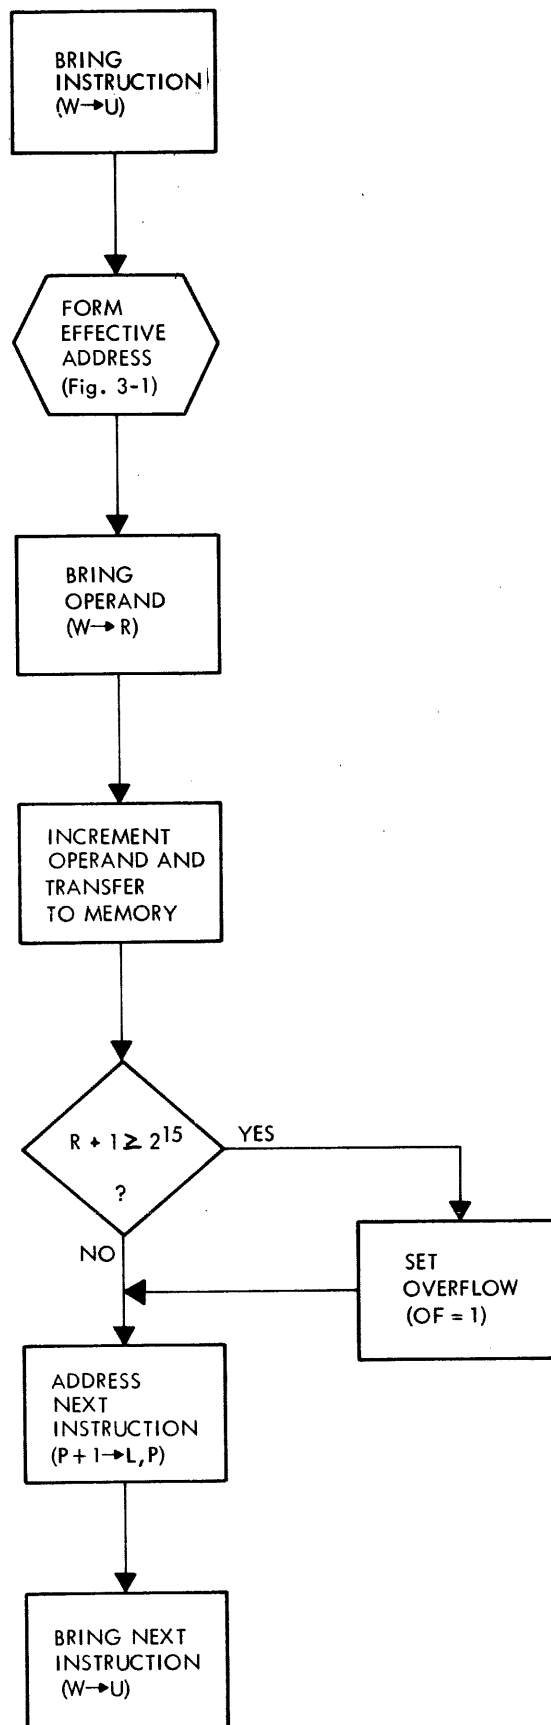 BRING
INSTRUCTION
(W→U)
FORM
EFFECTIVE
ADDRESS
(Fig. 3-1)
BRING
OPERAND
(W→R)
INCREMENT
OPERAND AND
TRANSFER
TO MEMORY
R + 1 ≥ 2^15
?
YES
NO
SET
OVERFLOW
(OF = 1)
ADDRESS
NEXT
INSTRUCTION
(P+1→L,P)
BRING NEXT
INSTRUCTION
(W→U)